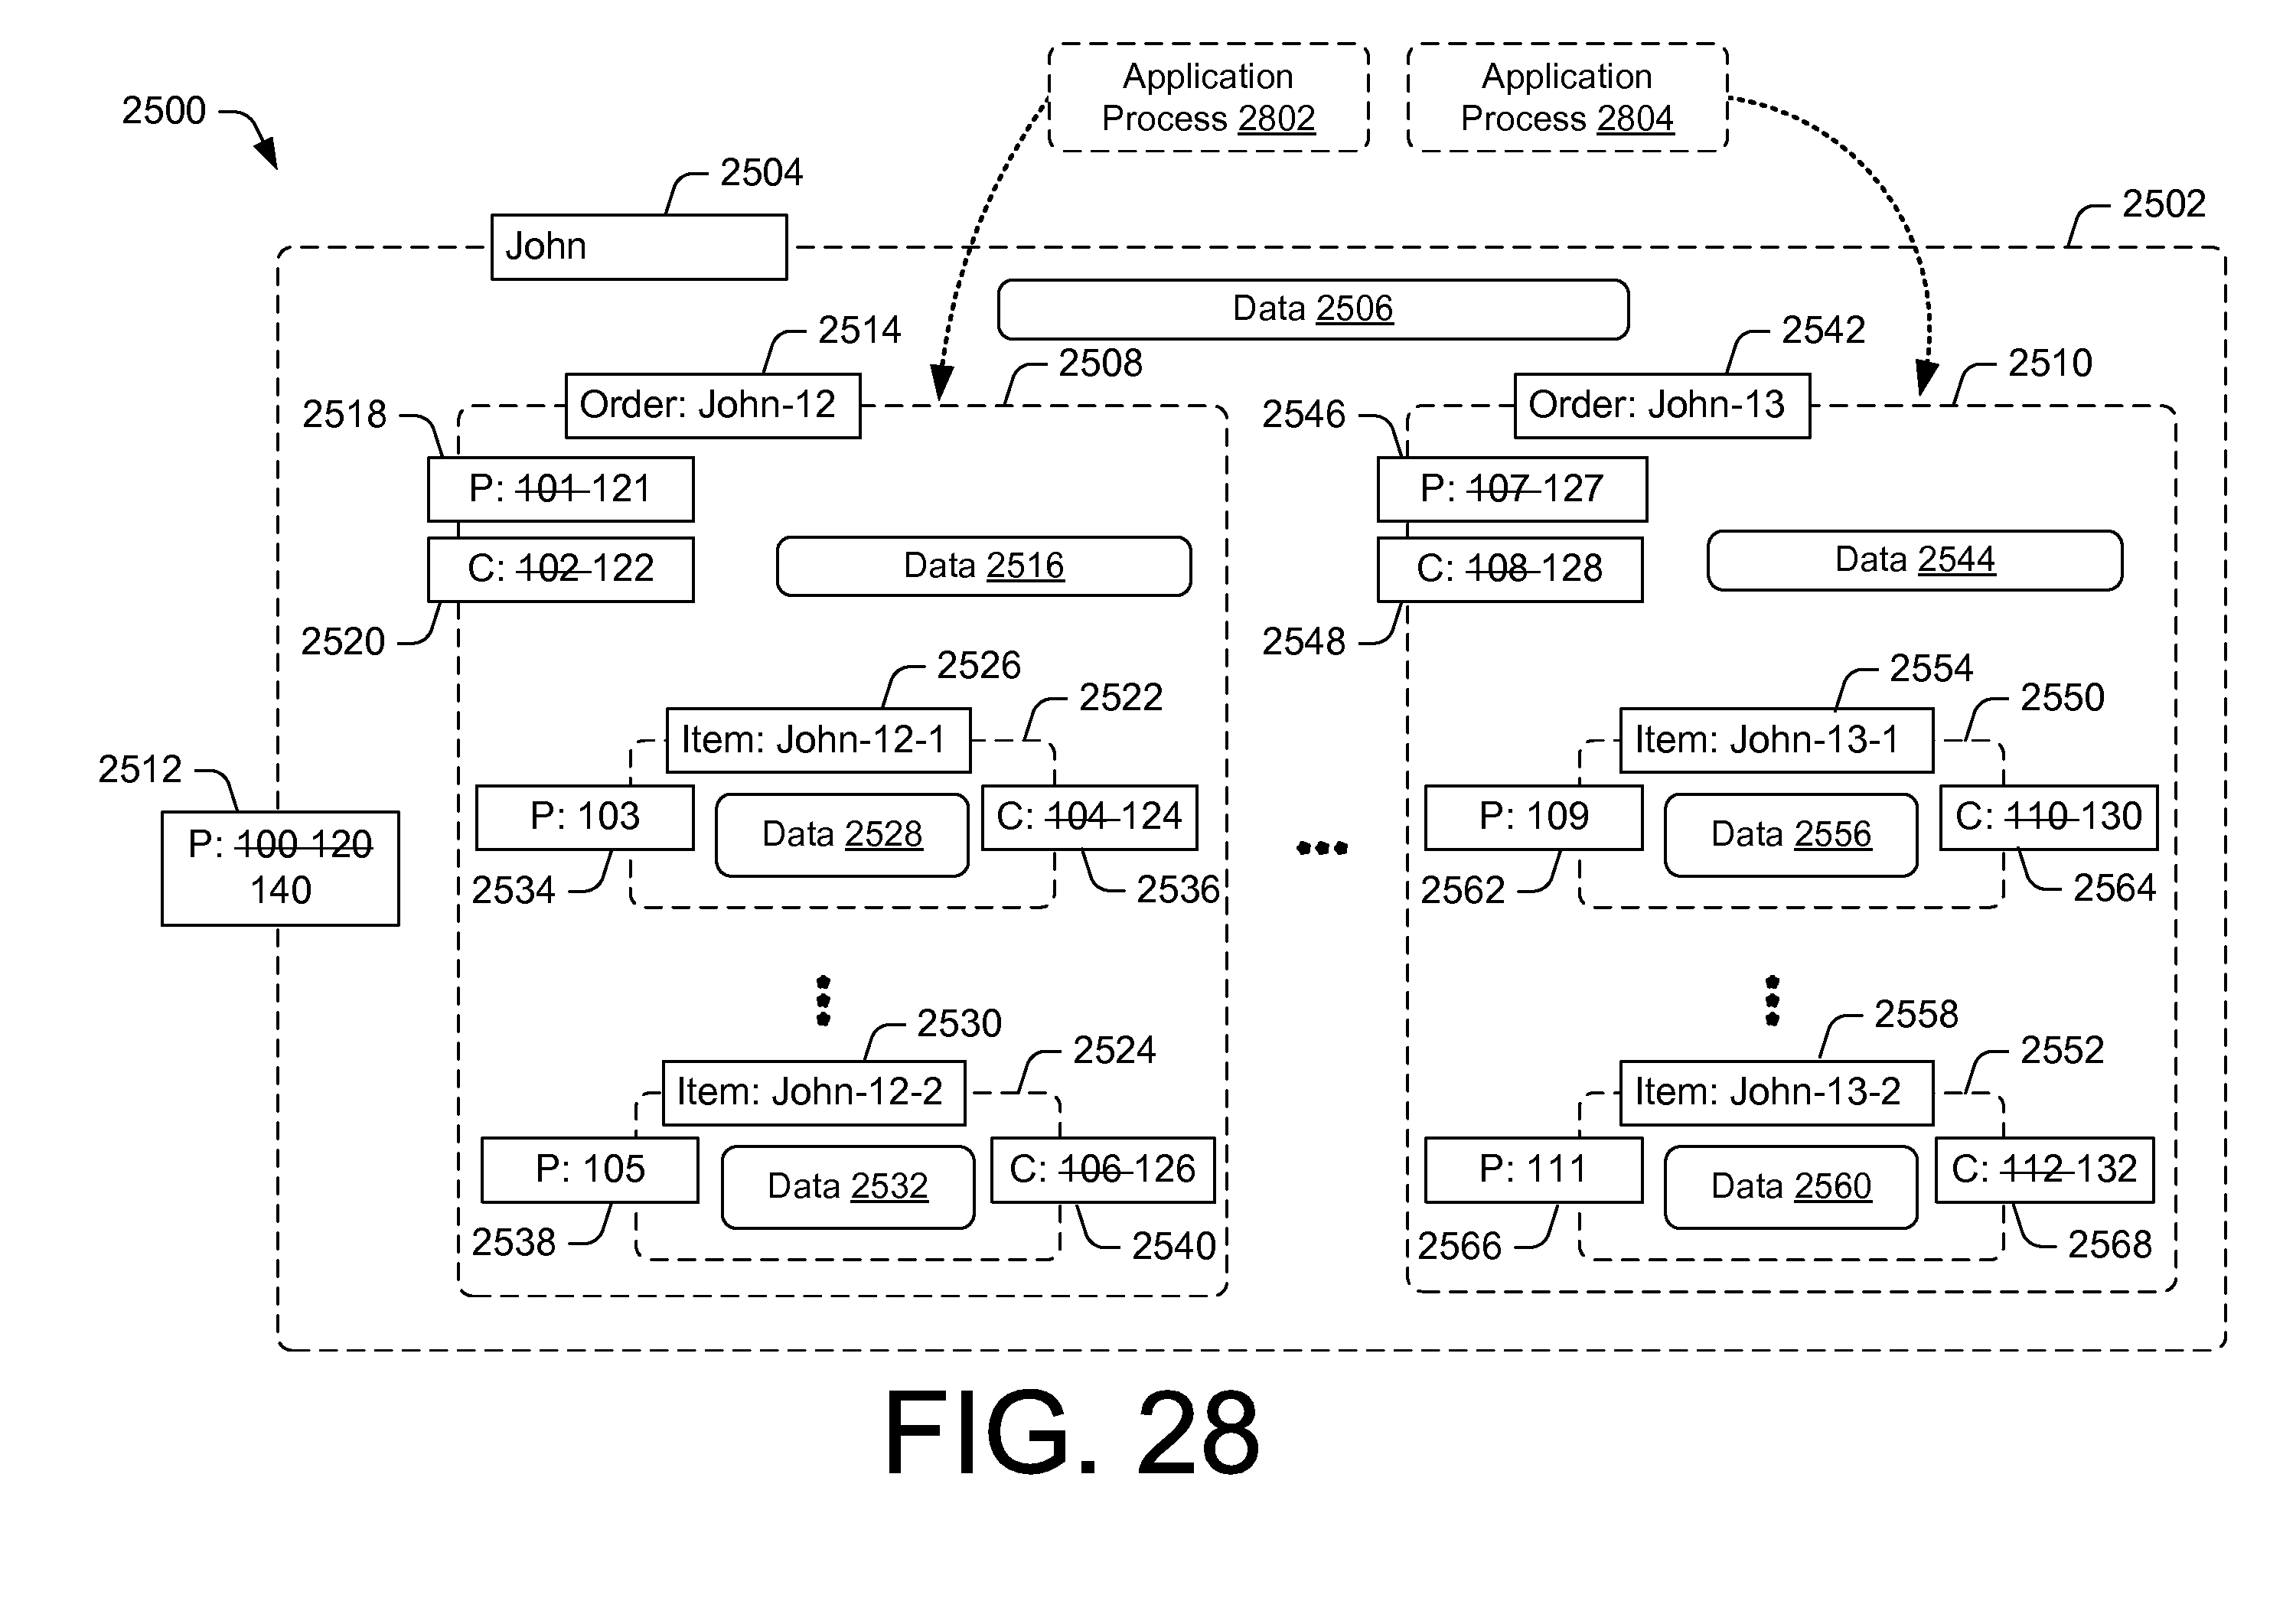 Application
Process 2802
Application
Process 2804
2500
2504
2502
John
Data 2506
2514
2542
2508
2510
Order: John-12
Order: John-13
2518
2546
P: 101 121
P: 107 127
C: 102 122
Data 2516
C: 108 128
Data 2544
2520
2548
2526
2522
2554
2550
Item: John-12-1
Item: John-13-1
2512
P: 103
Data 2528
C: 104 124
P: 109
Data 2556
C: 110 130
P: 100 120
140
2534
2536
2562
2564
2530
2524
2558
2552
Item: John-12-2
Item: John-13-2
P: 105
Data 2532
C: 106 126
P: 111
Data 2560
C: 112 132
2538
2540
2566
2568
FIG. 28